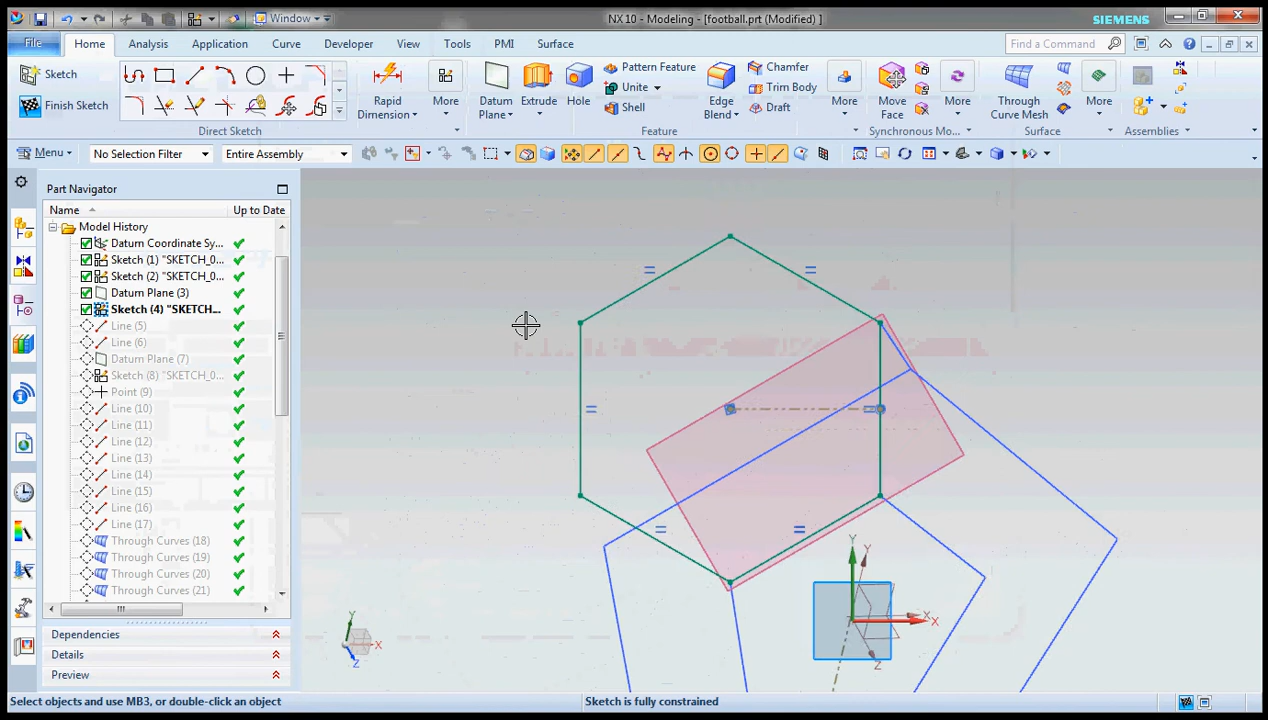 Window
NX 10 - Modeling - [football.prt (Modified) ]
SIEMENS
File
Home
Analysis
Application
Curve
Developer
View
Tools
PMI
Surface
Find a Command
Sketch
Finish Sketch
Direct Sketch
Rapid
Dimension
More
Datum
Plane
Extrude
Hole
Pattern Feature
Unite
Shell
Edge
Blend
Chamfer
Trim Body
Draft
More
Feature
Move
Face
More
Synchronous Mo...
Through
Curve Mesh
More
Surface
Assemblies
Menu
No Selection Filter
Entire Assembly
Part Navigator
Name
Up to Date
Model History
Datum Coordinate Sy...
Sketch (1) "SKETCH_0...
Sketch (2) "SKETCH_0...
Datum Plane (3)
Sketch (4) "SKETCH...
Line (5)
Line (6)
Datum Plane (7)
Sketch (8) "SKETCH_0...
Point (9)
Line (10)
Line (11)
Line (12)
Line (13)
Line (14)
Line (15)
Line (16)
Line (17)
Through Curves (18)
Through Curves (19)
Through Curves (20)
Through Curves (21)
Dependencies
Details
Preview
Y
X
Z
Y
Y
X
X
Z
Select objects and use MB3, or double-click an object
Sketch is fully constrained